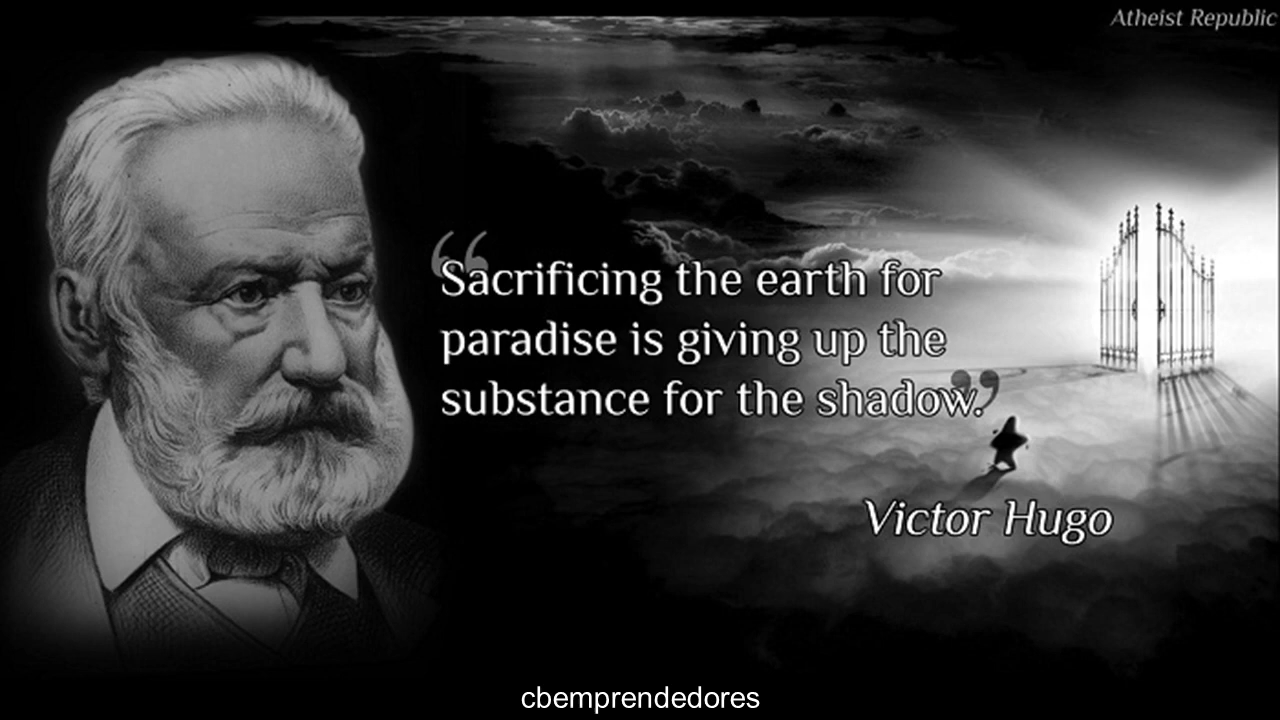 Atheist Republic
“Sacrificing the earth for
paradise is giving up the
substance for the shadow.”
Victor Hugo
cbemprendedores